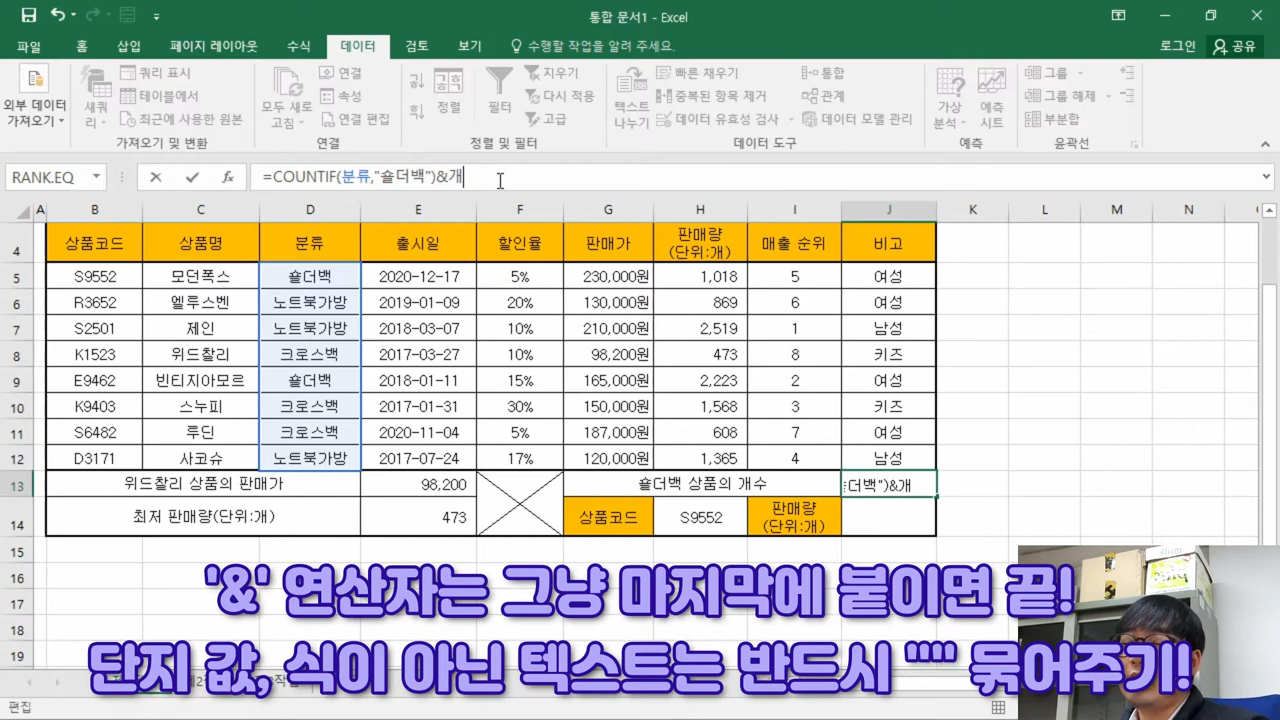 통합 문서1 - Excel
파일 홈 삽입 페이지 레이아웃 수식 데이터 검토 보기 수행할 작업을 알려 주세요. 로그인 공유
외부 데이터 가져오기
새로 고침
쿼리 표시
테이블에서
최근에 사용한 원본
가져오기 및 변환
모두 새로 고침
연결
속성
연결 편집
연결
정렬
필터
지우기
다시 적용
고급
정렬 및 필터
텍스트 나누기
빠른 채우기
중복된 항목 제거
데이터 유효성 검사
통합
관계
데이터 모델 관리
데이터 도구
가상 분석
예측 시트
예측
그룹
그룹 해제
부분합
윤곽선
RANK.EQ fx =COUNTIF(분류,"숄더백")&개
A B C D E F G H I J K L M N
4 상품코드 상품명 분류 출시일 할인율 판매가 판매량 (단위:개) 매출 순위 비고
5 S9552 모던폭스 숄더백 2020-12-17 5% 230,000원 1,018 5 여성
6 R3652 엘루스벤 노트북가방 2019-01-09 20% 130,000원 869 6 여성
7 S2501 제인 노트북가방 2018-03-07 10% 210,000원 2,519 1 남성
8 K1523 위드찰리 크로스백 2017-03-27 10% 98,200원 473 8 키즈
9 E9462 빈티지아모르 숄더백 2018-01-11 15% 165,000원 2,223 2 여성
10 K9403 스누피 크로스백 2017-01-31 30% 150,000원 1,568 3 키즈
11 S6482 루딘 크로스백 2020-11-04 5% 187,000원 608 7 여성
12 D3171 사코슈 노트북가방 2017-07-24 17% 120,000원 1,365 4 남성
13 위드찰리 상품의 판매가 98,200 숄더백 상품의 개수 더백")&개
14 최저 판매량(단위:개) 473 상품코드 S9552 판매량 (단위:개)
15
16
17
18
19
'&' 연산자는 그냥 마지막에 붙이면 끝!
단지 값, 식이 아닌 텍스트는 반드시 "" 묶어주기!
편집